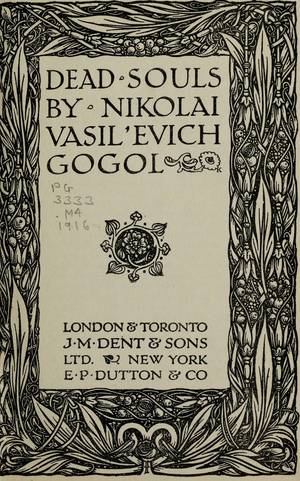 DEAD · SOULS
BY · NIKOLAI
VASIL'EVICH
GOGOL
PG
3333
.M4
1916
LONDON & TORONTO
J·M·DENT & SONS
LTD. NEW YORK
E·P·DUTTON & CO